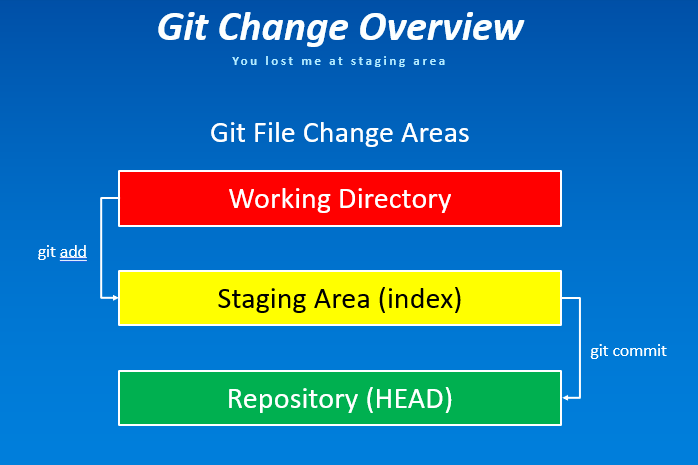 Git Change Overview
You lost me at staging area
Git File Change Areas
Working Directory
git add
Staging Area (index)
git commit
Repository (HEAD)